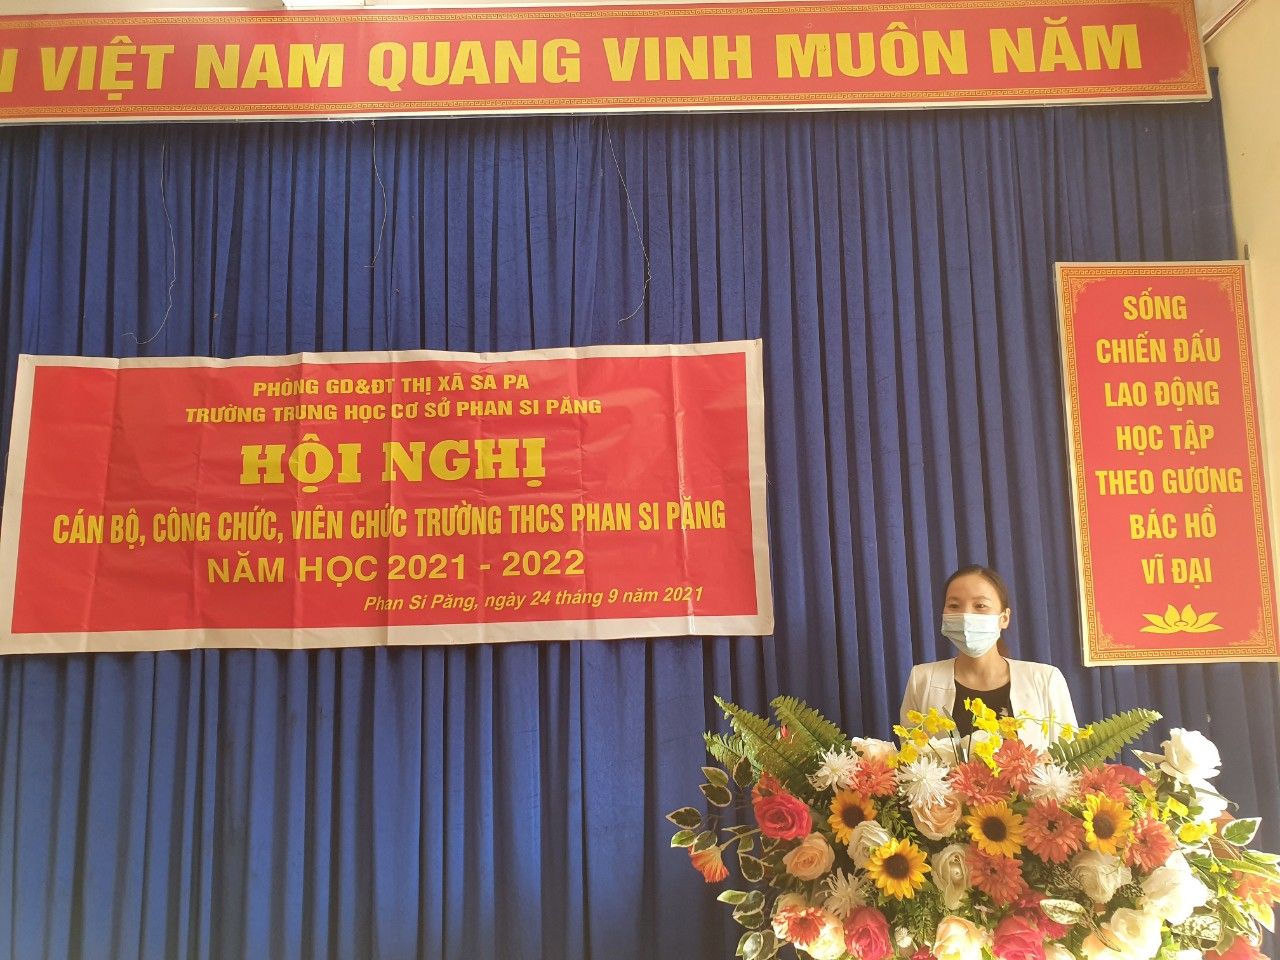 VIỆT NAM QUANG VINH MUÔN NĂM
PHÒNG GD&ĐT THỊ XÃ SA PA
TRƯỜNG TRUNG HỌC CƠ SỞ PHAN SI PĂNG
HỘI NGHỊ
CÁN BỘ, CÔNG CHỨC, VIÊN CHỨC TRƯỜNG THCS PHAN SI PĂNG
NĂM HỌC 2021 - 2022
Phan Si Păng, ngày 24 tháng 9 năm 2021
SỐNG
CHIẾN ĐẤU
LAO ĐỘNG
HỌC TẬP
THEO GƯƠNG
BÁC HỒ
VĨ ĐẠI